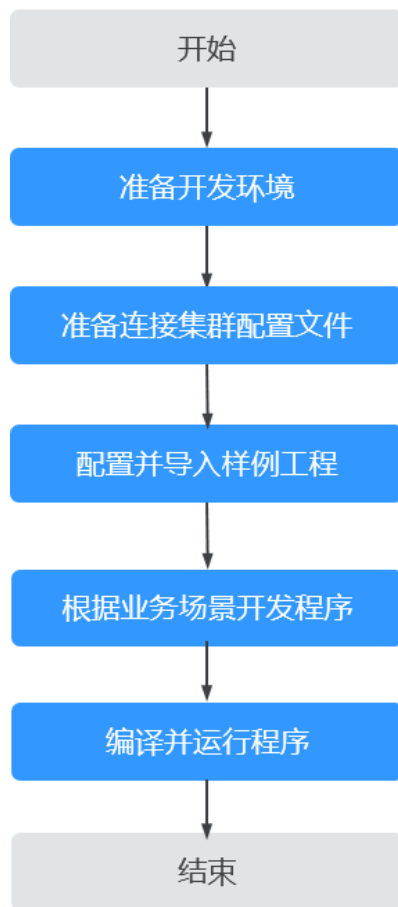 开始
准备开发环境
准备连接集群配置文件
配置并导入样例工程
根据业务场景开发程序
编译并运行程序
结束